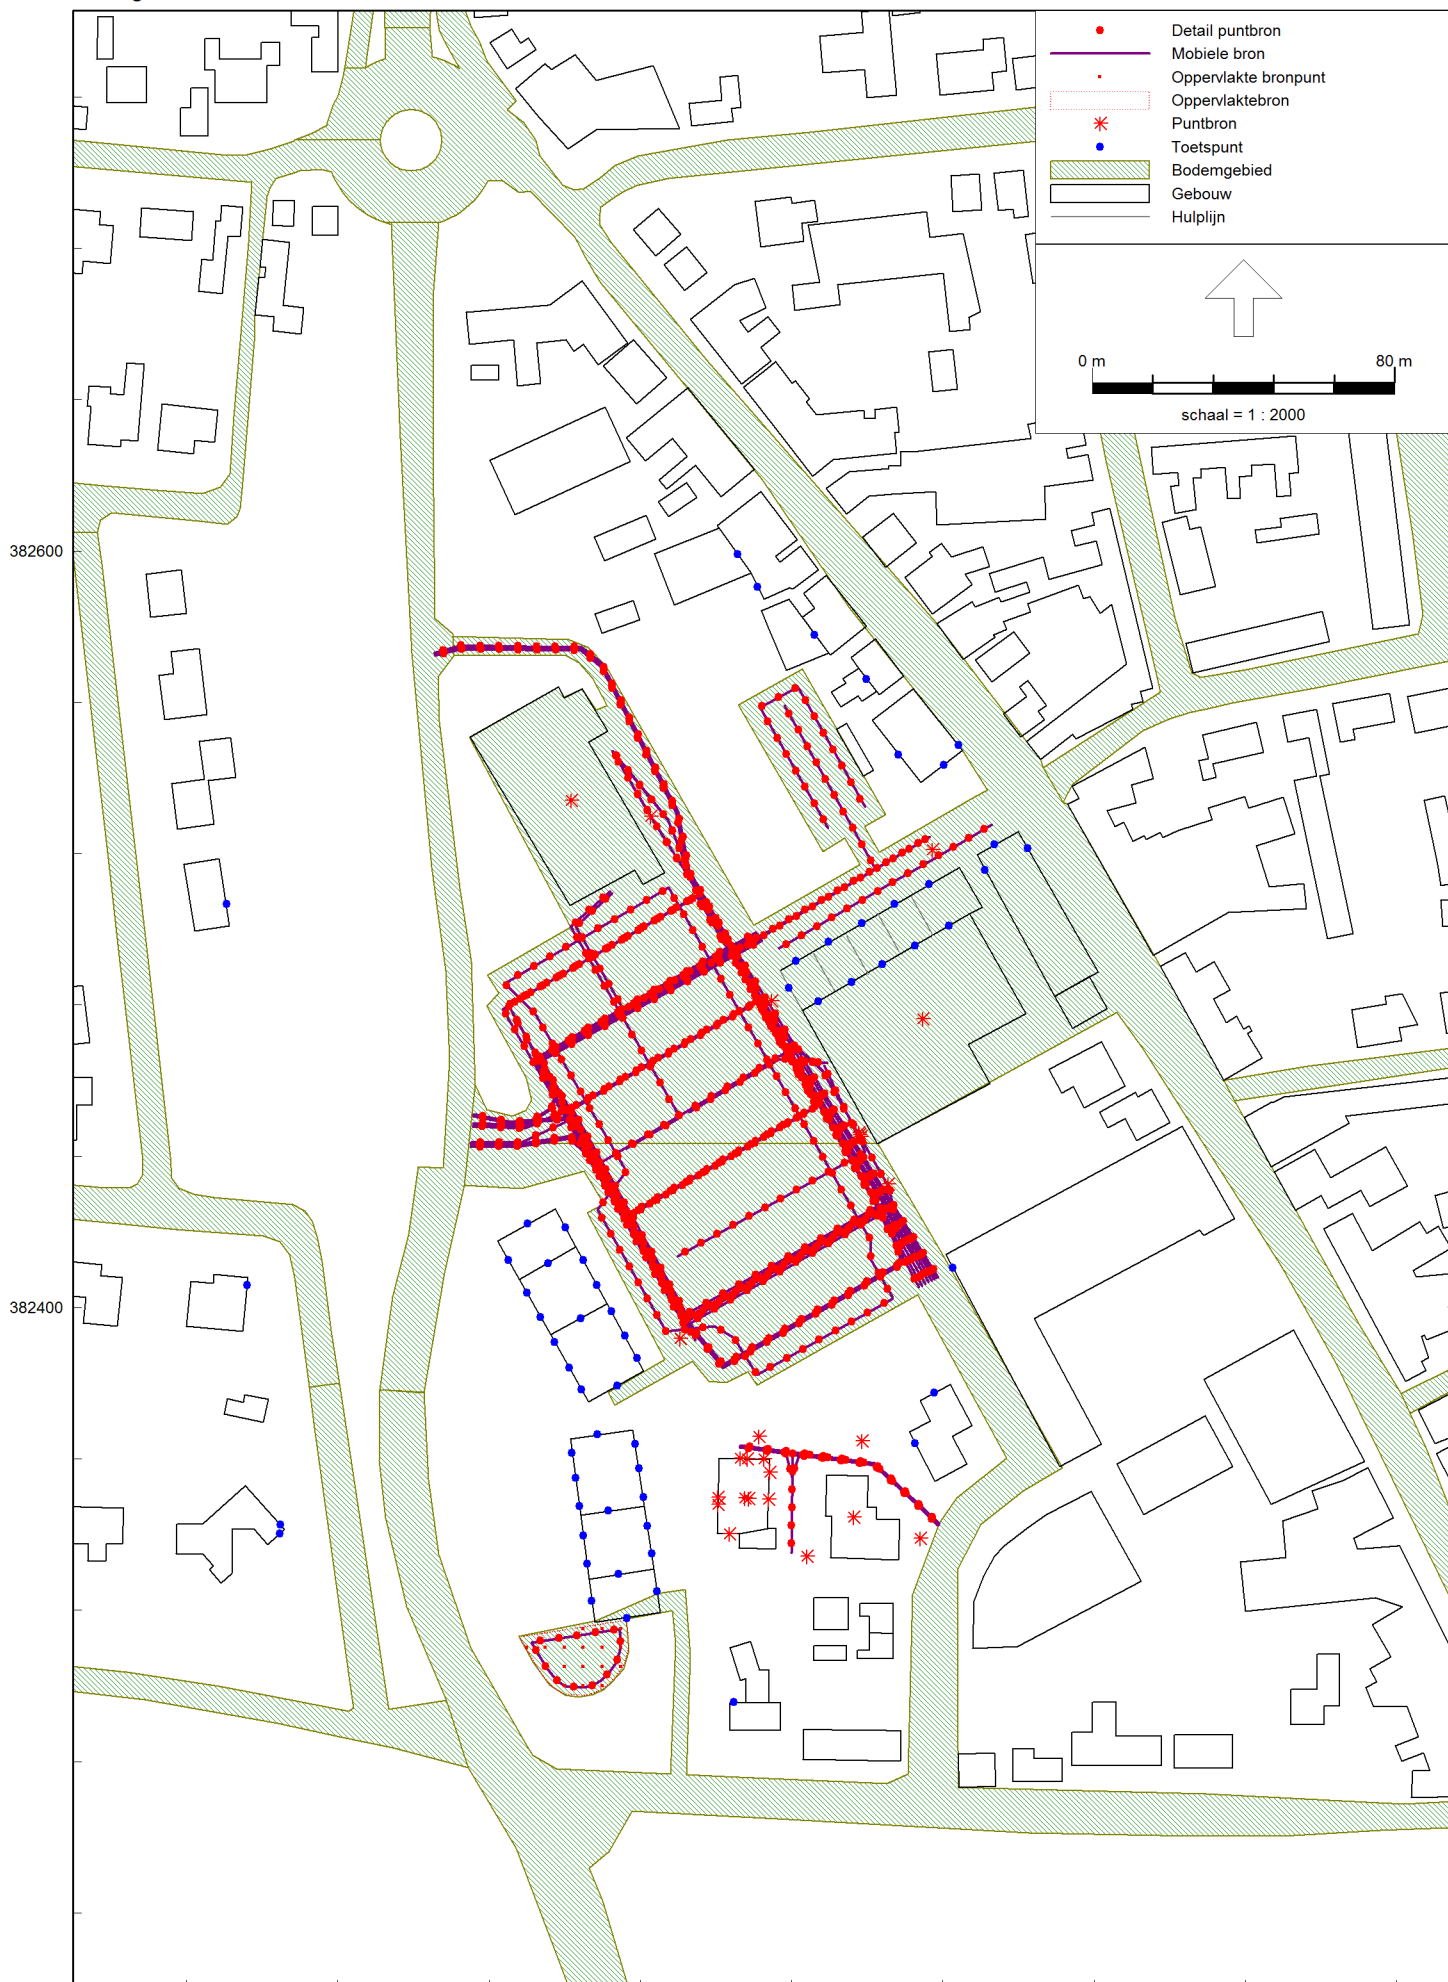 Detail puntbron
Mobiele bron
Oppervlakte bronpunt
Oppervlaktebron
Puntbron
Toetspunt
Bodemgebied
Gebouw
Hulplijn
0 m 80 m
schaal = 1 : 2000
382600
382400